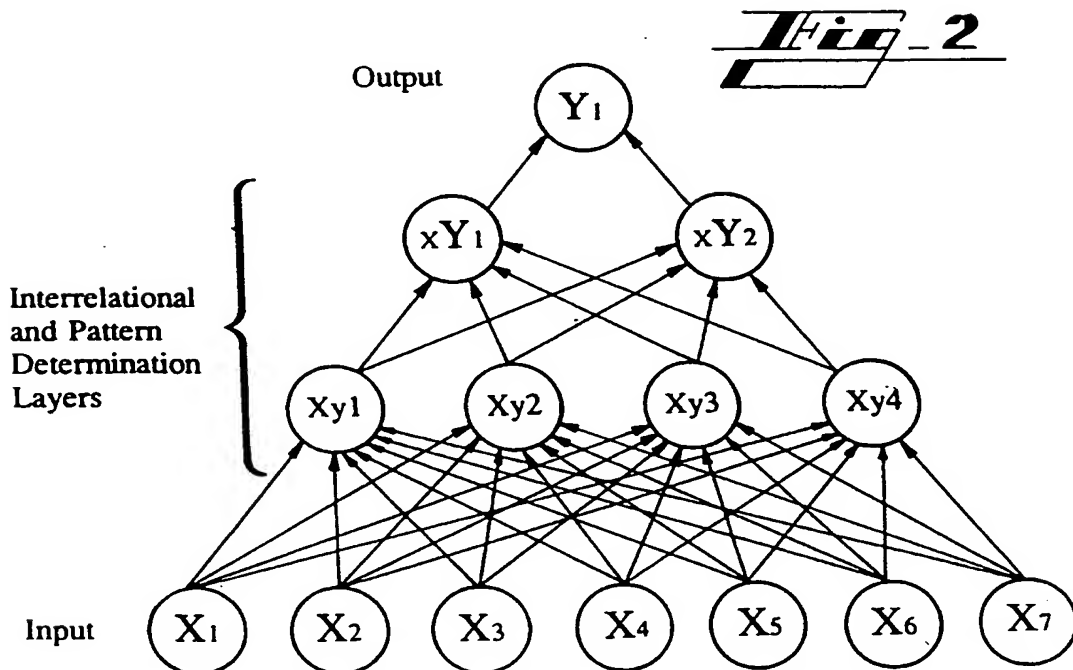 Fig_2
Output
Y1
xY1
xY2
Interrelational
and Pattern
Determination
Layers
Xy1
Xy2
Xy3
Xy4
Input
X1
X2
X3
X4
X5
X6
X7